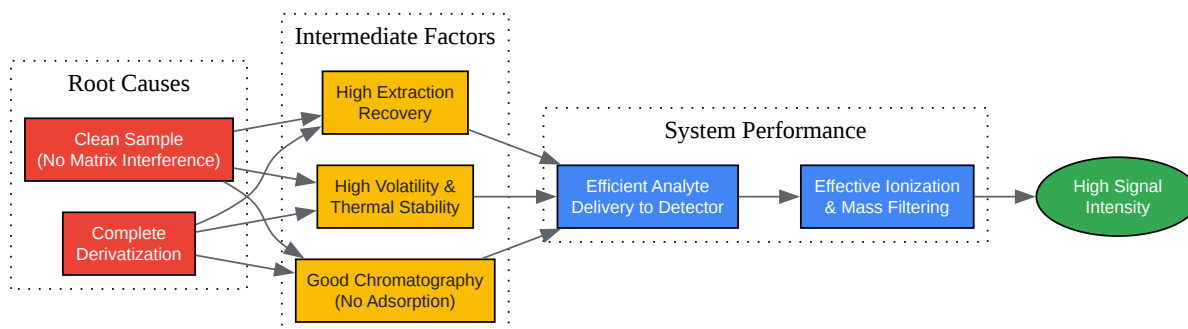 Root Causes
Clean Sample
(No Matrix Interference)
Complete
Derivatization
Intermediate Factors
High Extraction
Recovery
High Volatility &
Thermal Stability
Good Chromatography
(No Adsorption)
System Performance
Efficient Analyte
Delivery to Detector
Effective Ionization
& Mass Filtering
High Signal
Intensity